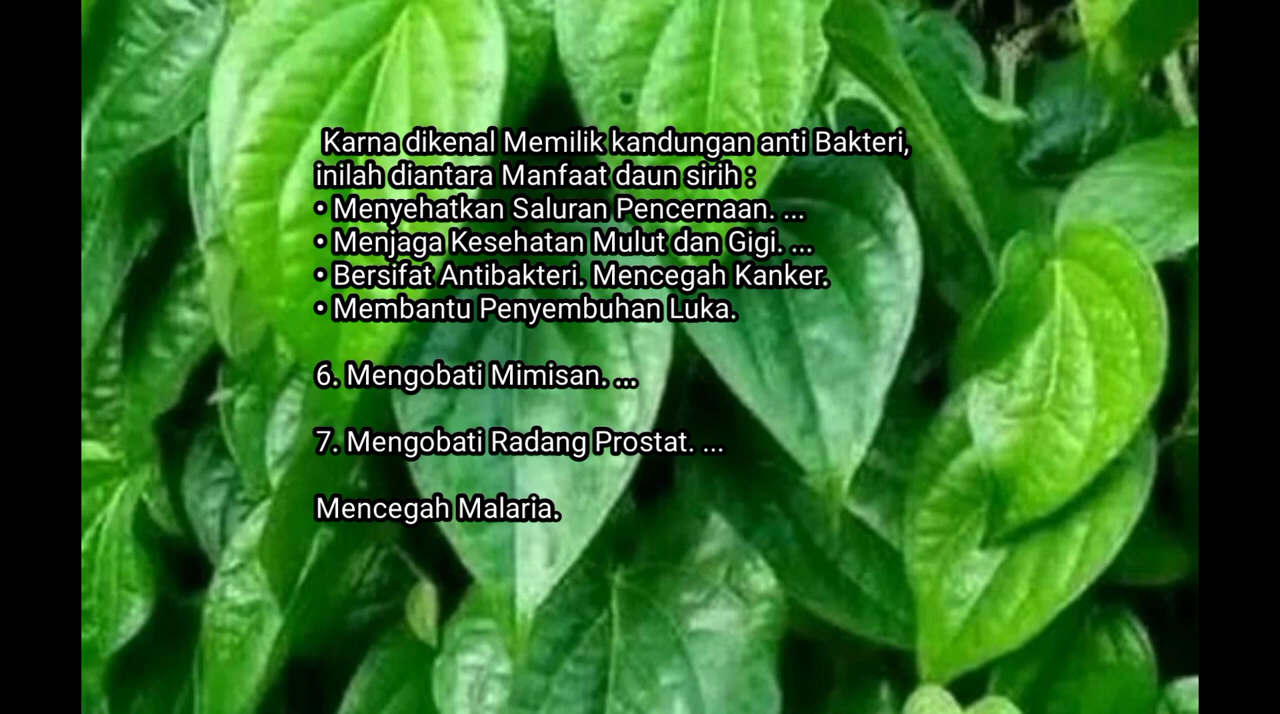 Karna dikenal Memilik kandungan anti Bakteri,
inilah diantara Manfaat daun sirih :
• Menyehatkan Saluran Pencernaan. ...
• Menjaga Kesehatan Mulut dan Gigi. ...
• Bersifat Antibakteri. Mencegah Kanker.
• Membantu Penyembuhan Luka.
6. Mengobati Mimisan. ...
7. Mengobati Radang Prostat. ...
Mencegah Malaria.